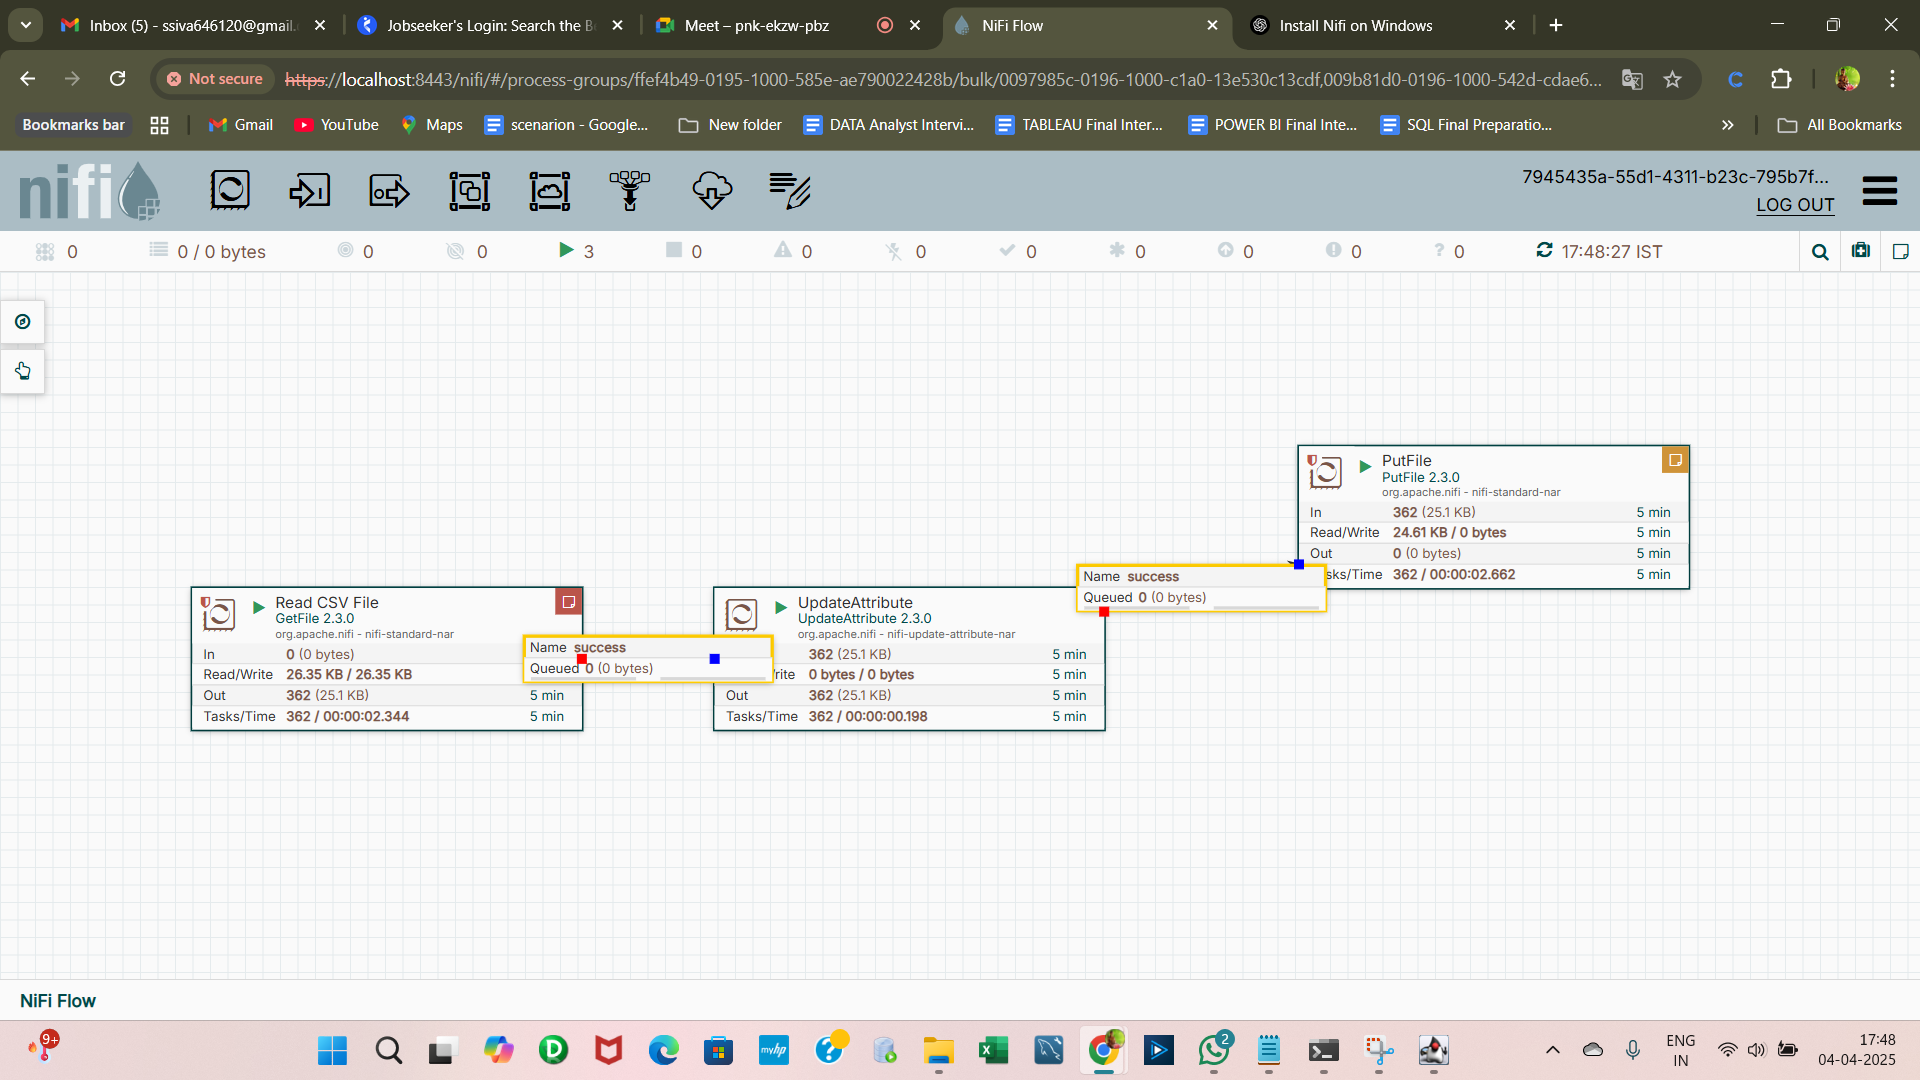 Inbox (5) - ssiva646120@gmail.
Jobseeker's Login: Search the Be
Meet – pnk-ekzw-pbz
NiFi Flow
Install Nifi on Windows
Not secure
https://localhost:8443/nifi/#/process-groups/ffef4b49-0195-1000-585e-ae790022428b/bulk/0097985c-0196-1000-c1a0-13e530c13cdf,009b81d0-0196-1000-542d-cdae6...
Bookmarks bar
Gmail
YouTube
Maps
scenarion - Google...
New folder
DATA Analyst Intervi...
TABLEAU Final Inter...
POWER BI Final Inte...
SQL Final Preparatio...
»
All Bookmarks
nifi
7945435a-55d1-4311-b23c-795b7f...
LOG OUT
0
0 / 0 bytes
0
0
3
0
0
0
0
0
0
0
? 0
17:48:27 IST
PutFile
PutFile 2.3.0
org.apache.nifi - nifi-standard-nar
In 362 (25.1 KB) 5 min
Read/Write 24.61 KB / 0 bytes 5 min
Out 0 (0 bytes) 5 min
sks/Time 362 / 00:00:02.662 5 min
Name success
Queued 0 (0 bytes)
Read CSV File
GetFile 2.3.0
org.apache.nifi - nifi-standard-nar
In 0 (0 bytes)
Read/Write 26.35 KB / 26.35 KB
Out 362 (25.1 KB) 5 min
Tasks/Time 362 / 00:00:02.344 5 min
Name success
Queued 0 (0 bytes)
UpdateAttribute
UpdateAttribute 2.3.0
org.apache.nifi - nifi-update-attribute-nar
362 (25.1 KB) 5 min
rite 0 bytes / 0 bytes 5 min
Out 362 (25.1 KB) 5 min
Tasks/Time 362 / 00:00:00.198 5 min
NiFi Flow
9+
myhp
2
ENG
IN
17:48
04-04-2025